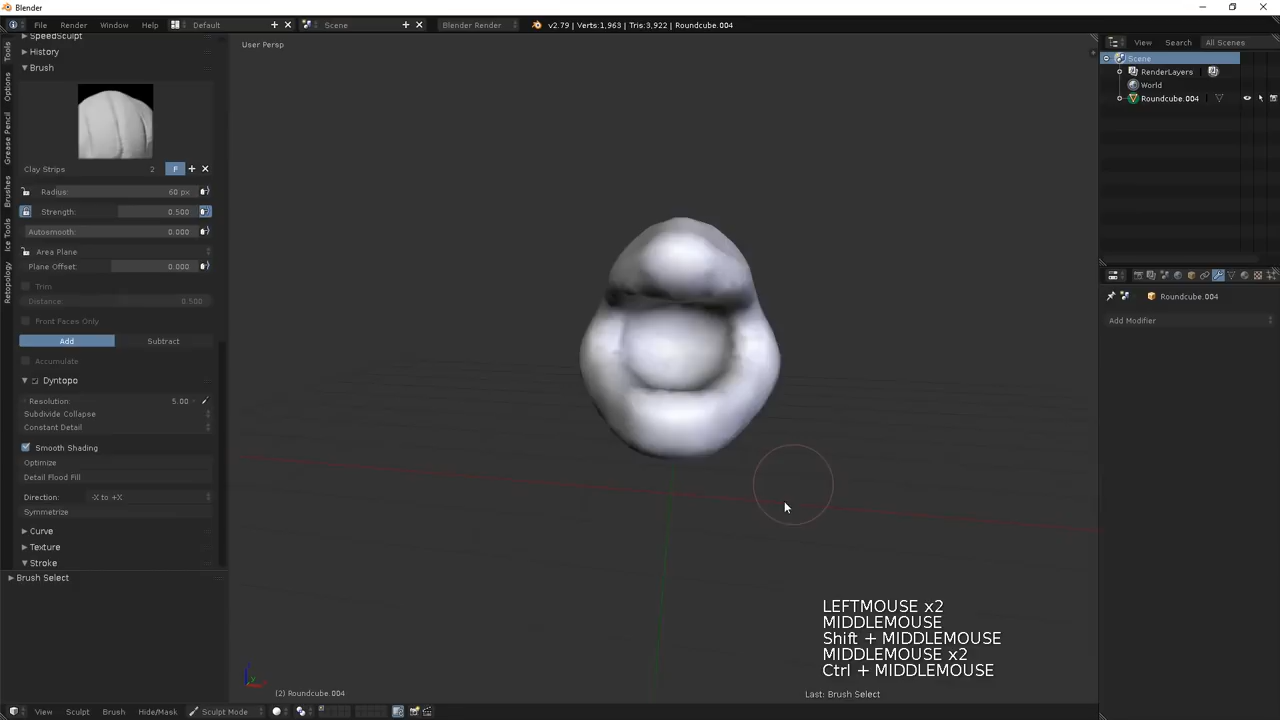 Blender
File Render Window Help Default Scene Blender Render v2.79 | Verts:1,963 | Tris:3,922 | Roundcube.004
View Search All Scenes
SpeedSculpt
User Persp
History
Scene
Brush
RenderLayers
World
Roundcube.004
Tools
Options
Grease Pencil
Brushes
Ice Tools
Retopology
Clay Strips 2 F
Radius: 60 px
Strength: 0.500
Autosmooth: 0.000
Area Plane
Plane Offset: 0.000
Trim
Distance: 0.500
Front Faces Only
Roundcube.004
Add Modifier
Add Subtract
Accumulate
Dyntopo
Resolution: 5.00
Subdivide Collapse
Constant Detail
Smooth Shading
Optimize
Detail Flood Fill
Direction: -X to +X
Symmetrize
Curve
Texture
Stroke
Brush Select
LEFTMOUSE x2
MIDDLEMOUSE
Shift + MIDDLEMOUSE
MIDDLEMOUSE x2
Ctrl + MIDDLEMOUSE
(2) Roundcube.004
Last: Brush Select
View Sculpt Brush Hide/Mask Sculpt Mode